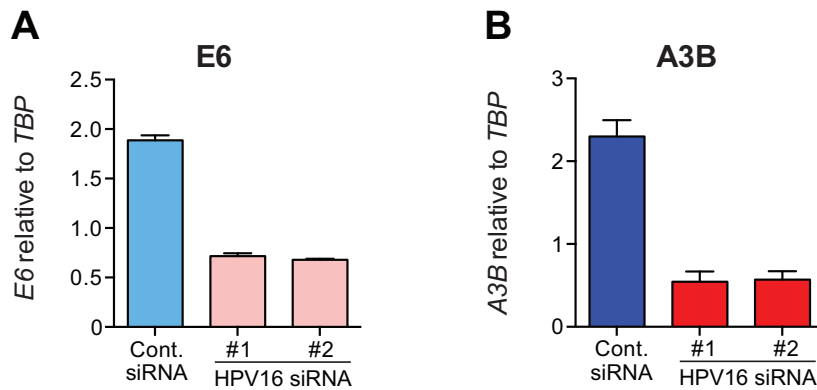 A
E6
E6 relative to TBP
2.5
2.0
1.5
1.0
0.5
0
Cont.
siRNA
#1
#2
HPV16 siRNA
B
A3B
A3B relative to TBP
3
2
1
0
Cont.
siRNA
#1
#2
HPV16 siRNA